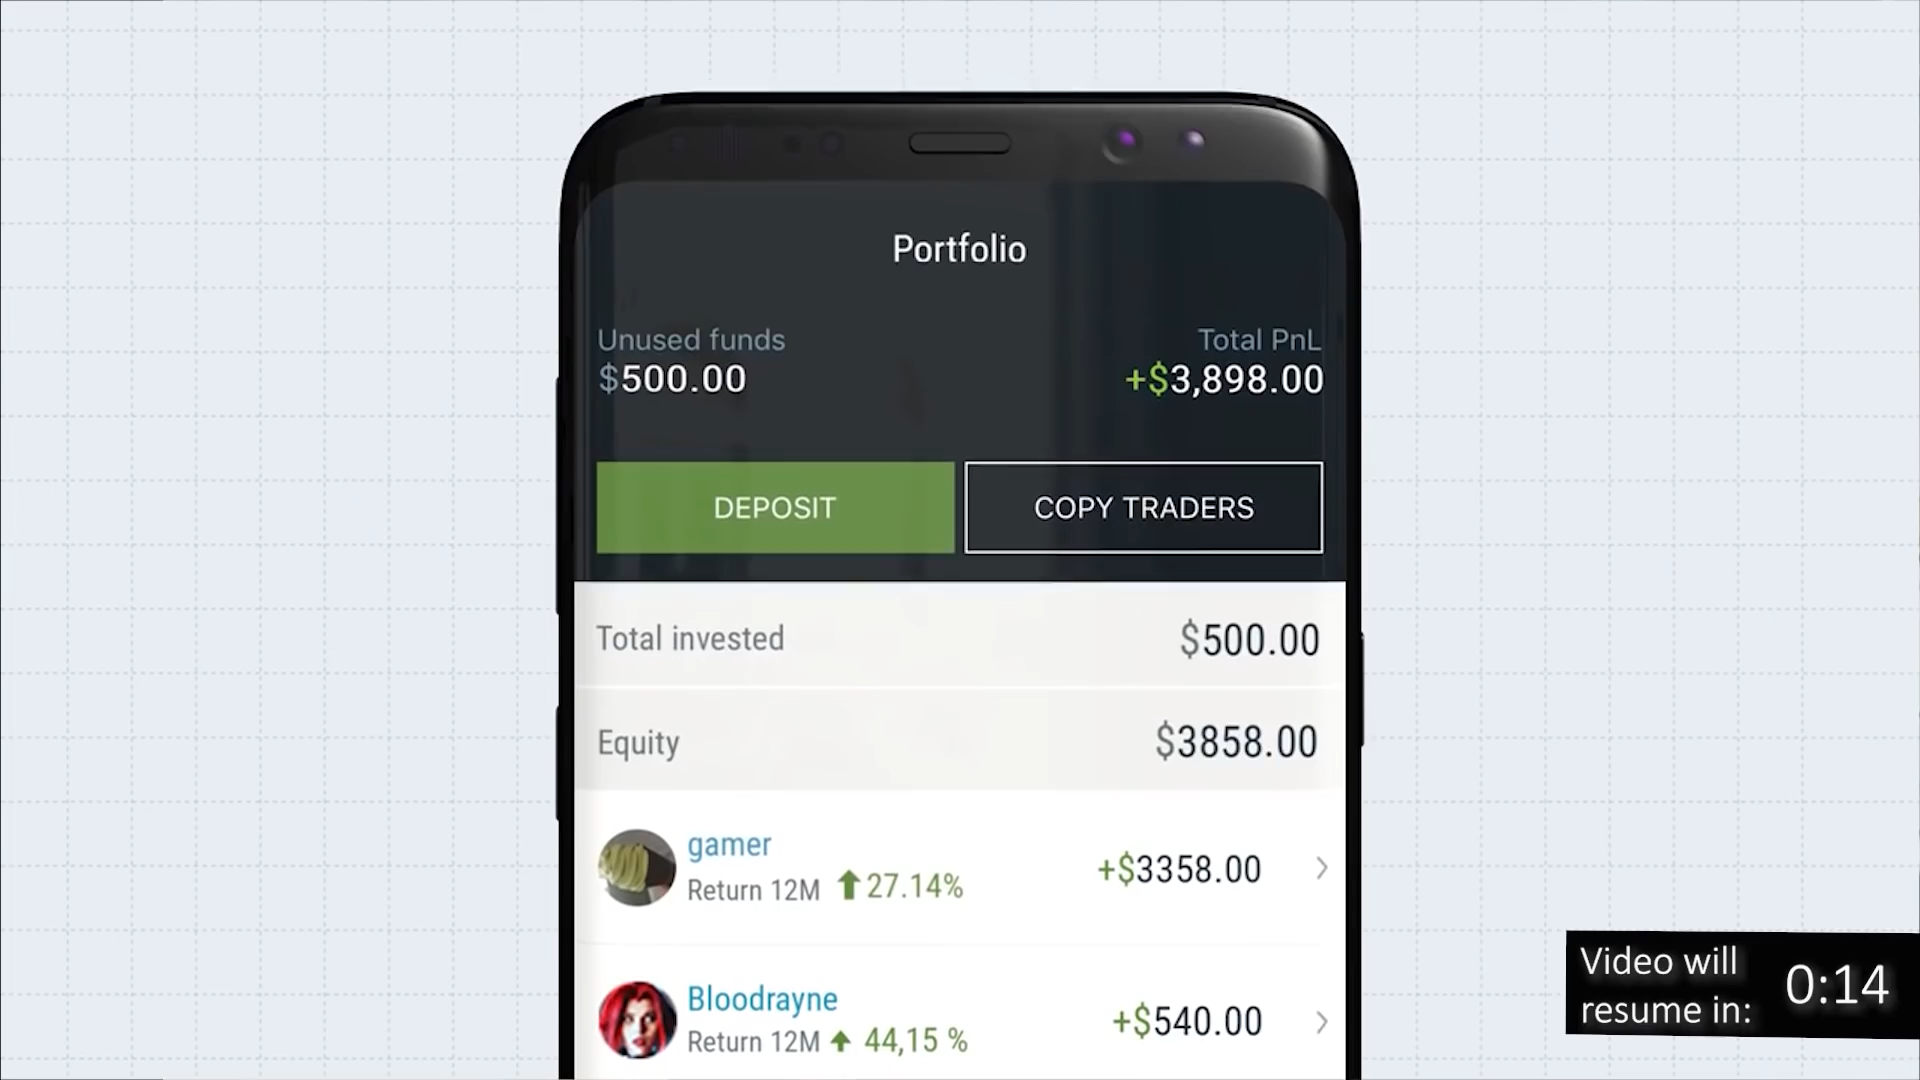 Portfolio
Unused funds
Total PnL
$500.00
+$3,898.00
DEPOSIT
COPY TRADERS
Total invested
$500.00
Equity
$3858.00
gamer
Return 12M
27.14%
+$3358.00
Bloodrayne
Return 12M
44,15 %
+$540.00
Video will
resume in:
0:14